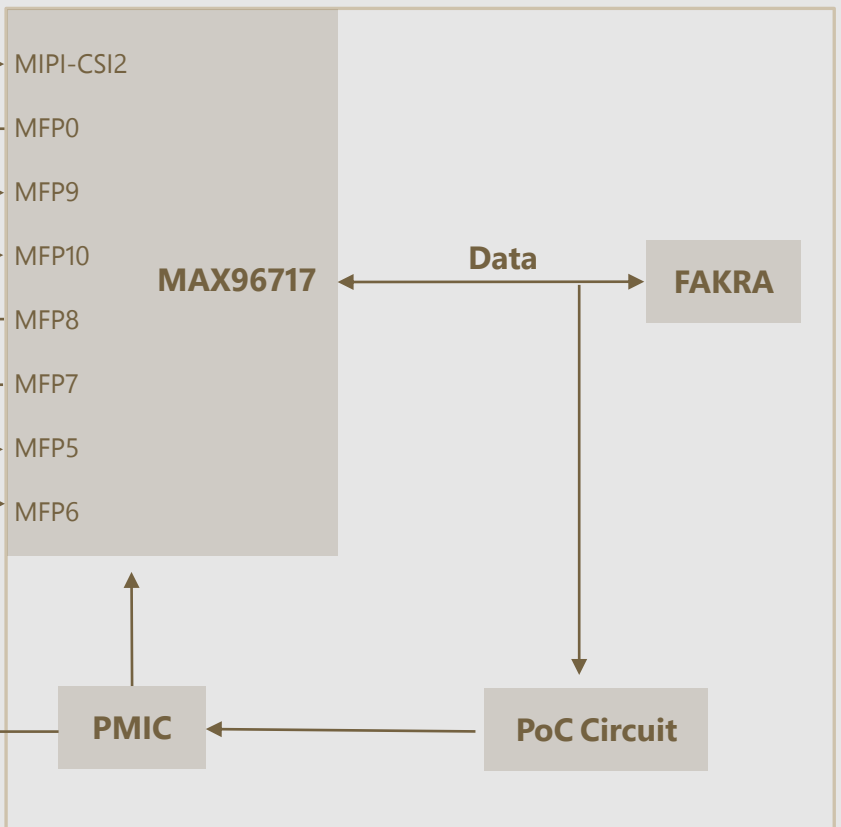 MIPI-CSI2
MFP0
MFP9
MFP10
MFP8
MFP7
MFP5
MFP6
MAX96717
Data
FAKRA
PMIC
PoC Circuit